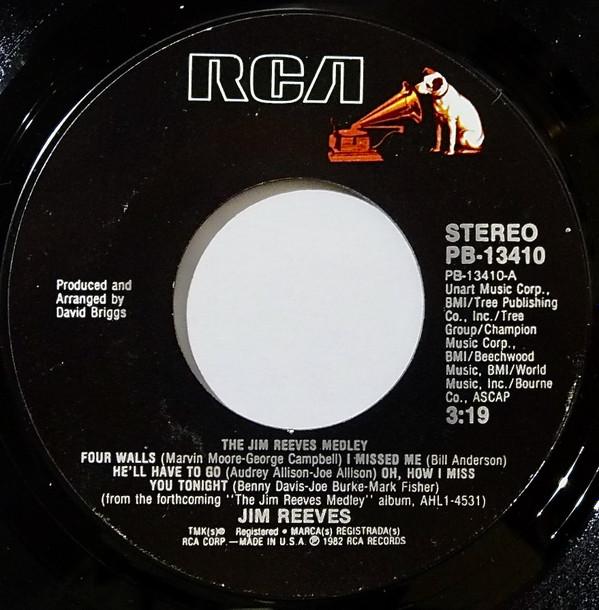 RCA
STEREO
PB-13410
PB-13410-A
Unart Music Corp.,
BMI/Tree Publishing
Co., Inc./Tree
Group/Champion
Music Corp.,
BMI/Beechwood
Music, BMI/World
Music, Inc./Bourne
Co., ASCAP
3:19
Produced and
Arranged by
David Briggs
THE JIM REEVES MEDLEY
FOUR WALLS (Marvin Moore-George Campbell) I MISSED ME (Bill Anderson)
HE'LL HAVE TO GO (Audrey Allison-Joe Allison) OH, HOW I MISS
YOU TONIGHT (Benny Davis-Joe Burke-Mark Fisher)
(from the forthcoming "The Jim Reeves Medley" album, AHL1-4531)
JIM REEVES
TMK(s)® Registered • MARCA(s) REGISTRADA(s)
RCA CORP.—MADE IN U.S.A. ℗ 1982 RCA RECORDS